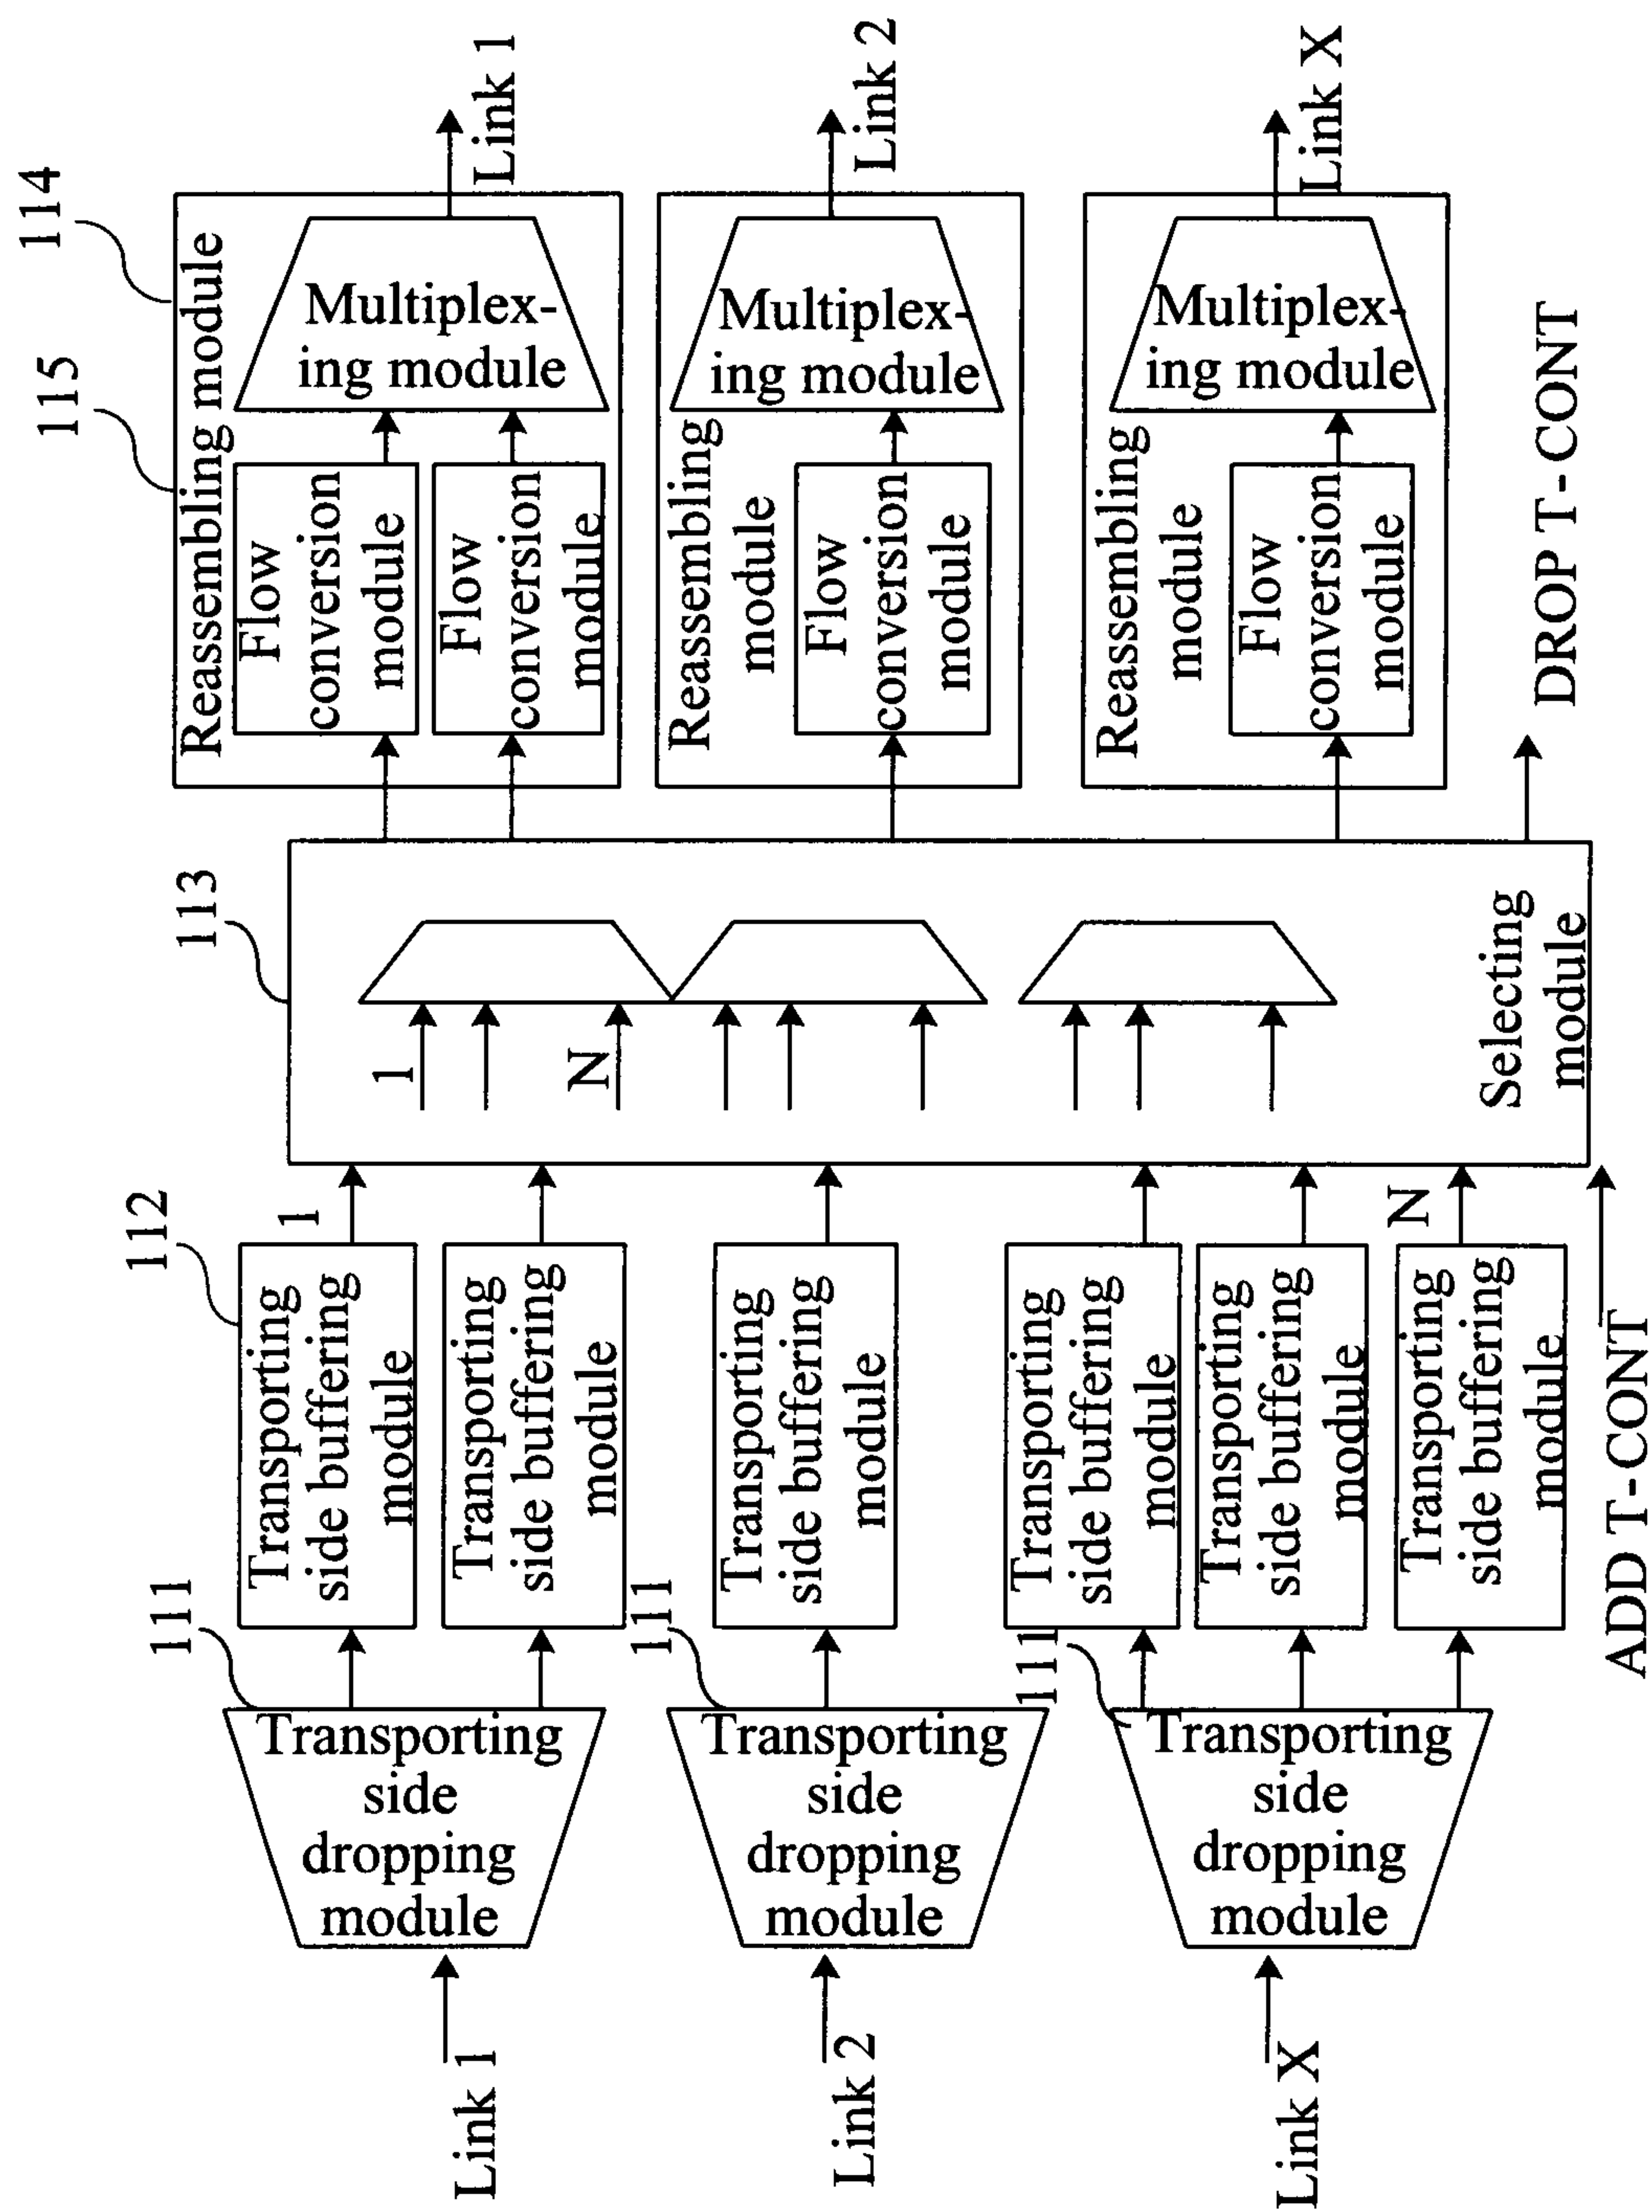 114
115
Reassembling module
Flow
conversion
module
Flow
conversion
module
Multiplex-
ing module
Link 1
Reassembling
module
Flow
conversion
module
Multiplex-
ing module
Link 2
Reassembling
module
Flow
conversion
module
Multiplex-
ing module
Link X
DROP T-CONT
113
1
N
Selecting
module
112
1
Transporting
side buffering
module
Transporting
side buffering
module
Transporting
side buffering
module
Transporting
side buffering
module
Transporting
side buffering
module
Transporting
side buffering
module
N
ADD T-CONT
111
Transporting
side
dropping
module
111
Transporting
side
dropping
module
111
Transporting
side
dropping
module
Link 1
Link 2
Link X